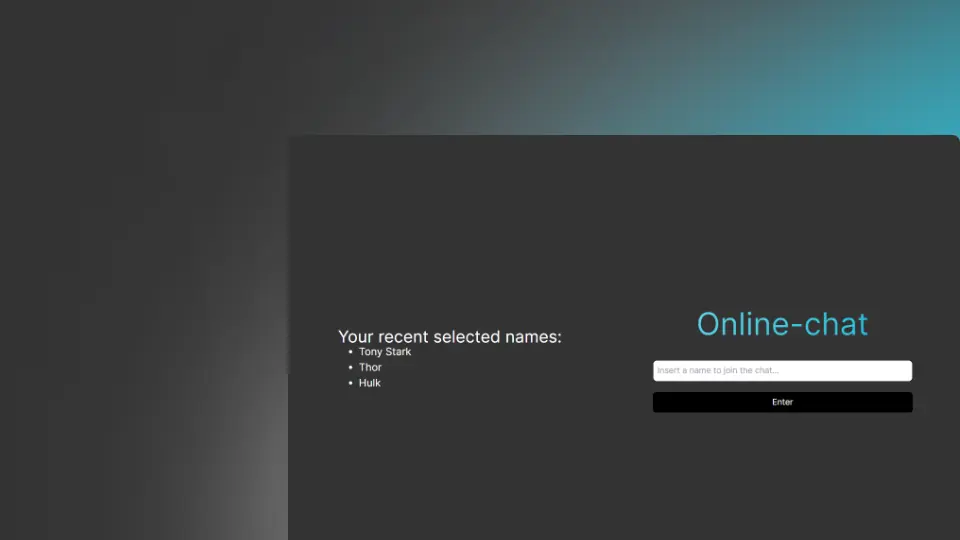 Your recent selected names:
• Tony Stark
• Thor
• Hulk
Online-chat
Insert a name to join the chat...
Enter